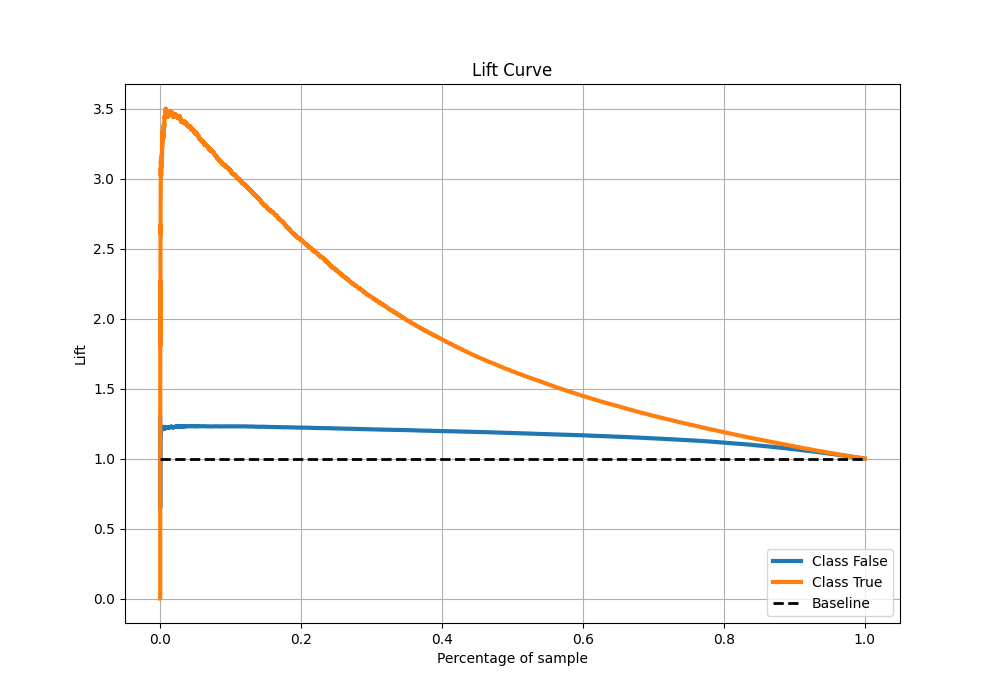 Lift Curve
3.5
3.0
2.5
2.0
1.5
1.0
0.5
0.0
Lift
0.0 0.2 0.4 0.6 0.8 1.0
Percentage of sample
Class False
Class True
Baseline